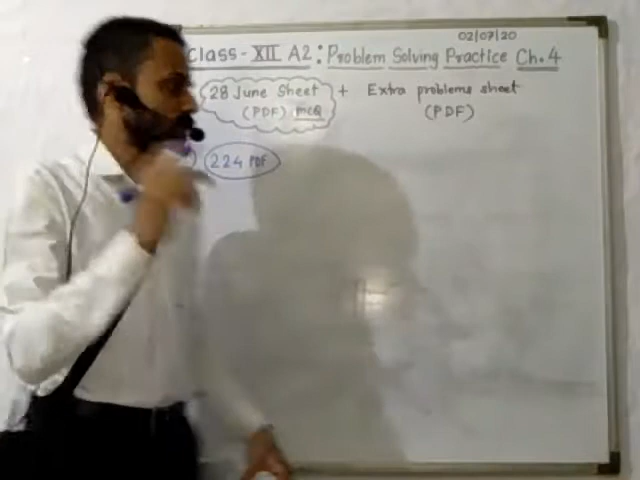 02/07/20
Class - XII A2 : Problem Solving Practice Ch.4
28 June Sheet + Extra problems sheet
(PDF) MCQ (PDF)
) 224 PDF